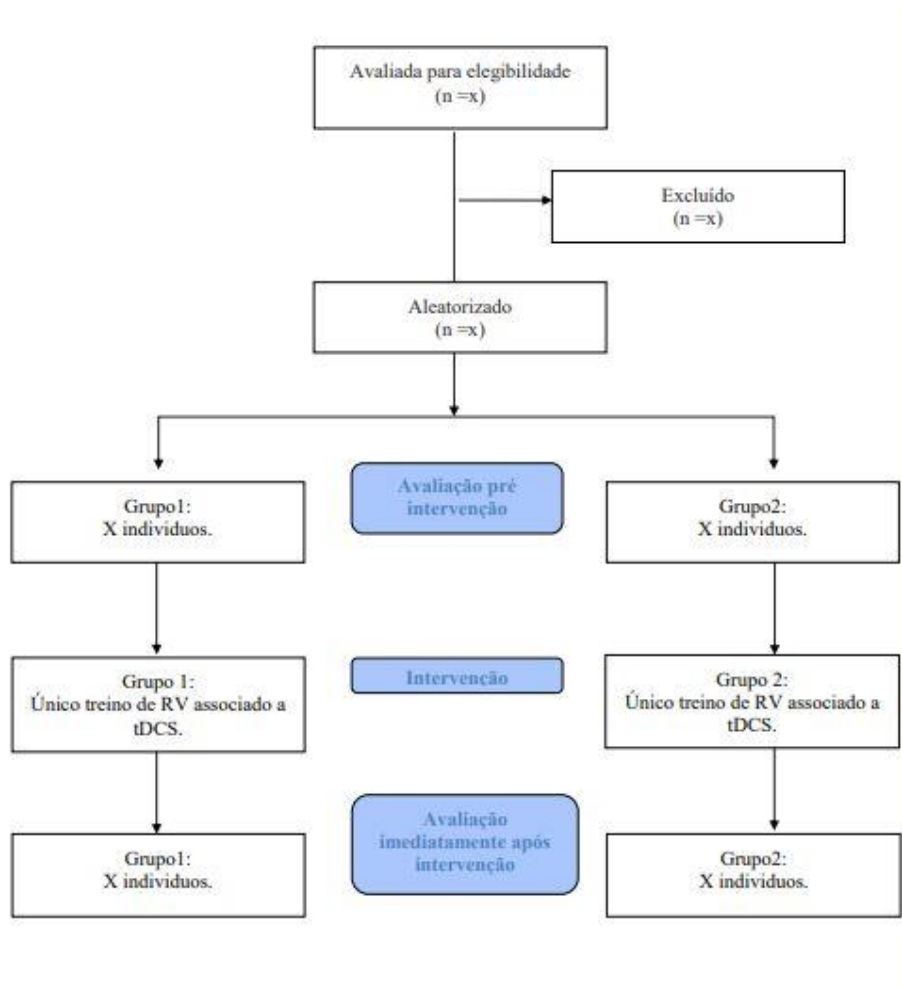 Avaliada para elegibilidade
(n =x)
Excluído
(n =x)
Aleatorizado
(n =x)
Grupo1:
X individuos.
Avaliação pré
intervenção
Grupo2:
X individuos.
Grupo 1:
Único treino de RV associado a
tDCS.
Intervenção
Grupo 2:
Único treino de RV associado a
tDCS.
Grupo1:
X individuos.
Avaliação
imediatamente após
intervenção
Grupo2:
X individuos.